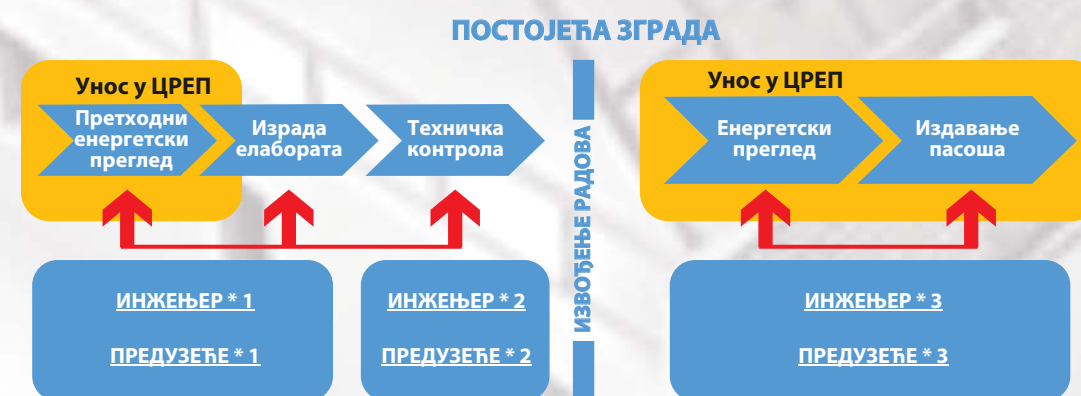 ПОСТОЈЕЋА ЗГРАДА
Унос у ЦРЕП
Претходни
енергетски
преглед
Израда
елабората
Техничка
контрола
ИЗВОЂЕЊЕ РАДОВА
Унос у ЦРЕП
Енергетски
преглед
Издавање
пасоша
ИНЖЕЊЕР * 1
ПРЕДУЗЕЋЕ * 1
ИНЖЕЊЕР * 2
ПРЕДУЗЕЋЕ * 2
ИНЖЕЊЕР * 3
ПРЕДУЗЕЋЕ * 3